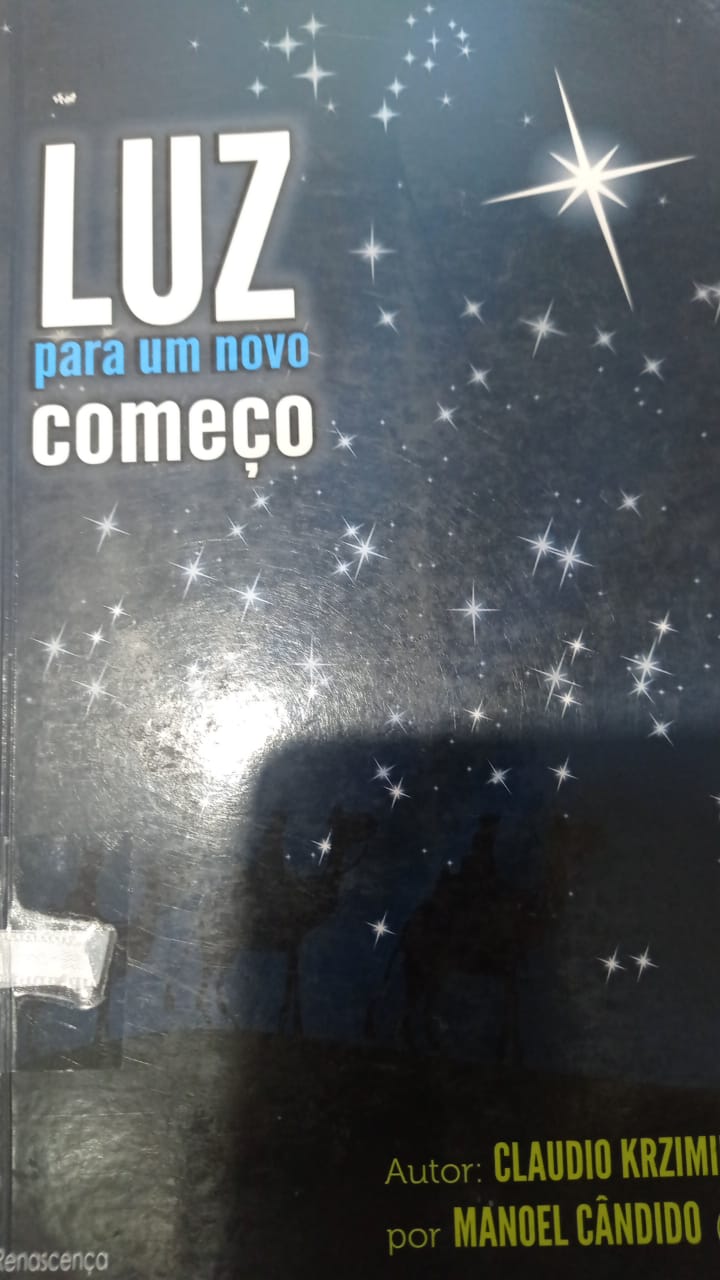 LUZ
para um novo
começo
Autor: CLAUDIO KRZIMI
por MANOEL CÂNDIDO
Renascença